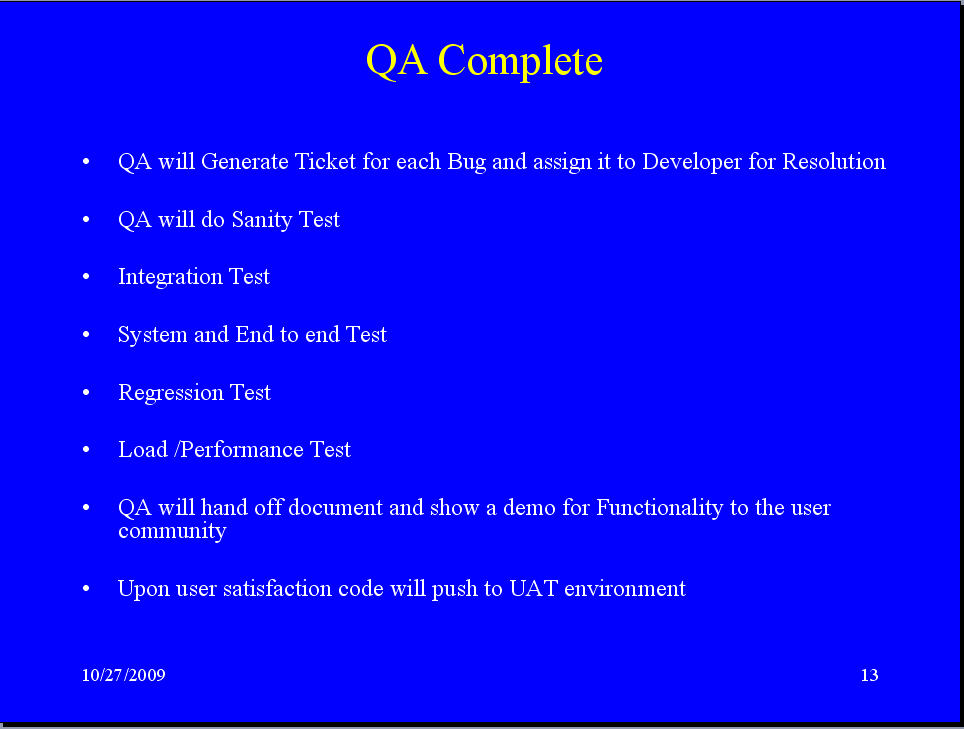 QA Complete
• QA will Generate Ticket for each Bug and assign it to Developer for Resolution
• QA will do Sanity Test
• Integration Test
• System and End to end Test
• Regression Test
• Load /Performance Test
• QA will hand off document and show a demo for Functionality to the user
community
• Upon user satisfaction code will push to UAT environment
10/27/2009
13